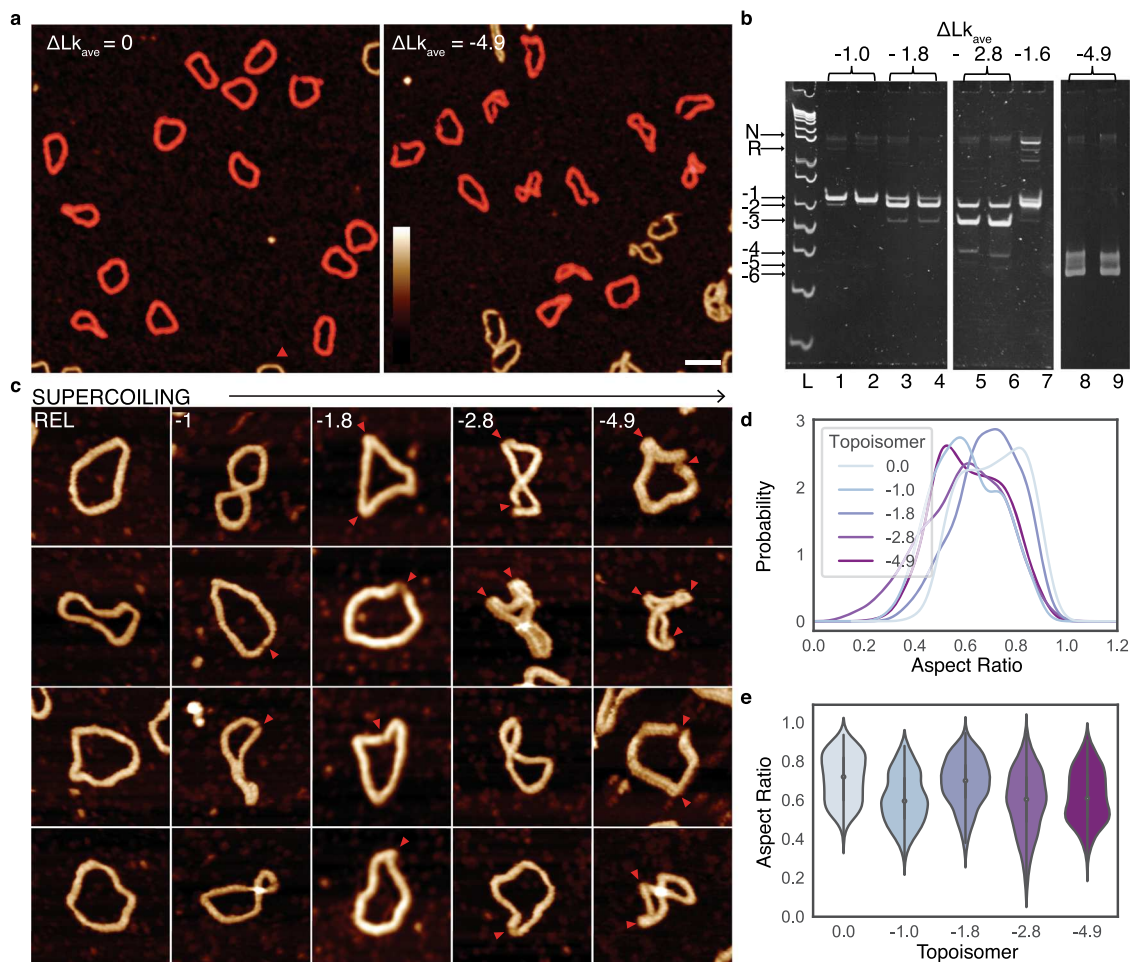 a
ΔLk_ave = 0
ΔLk_ave = -4.9
b
ΔLk_ave
-1.0 -1.8 - 2.8 -1.6 -4.9
N
R
-1
-2
-3
-4
-5
-6
L 1 2 3 4 5 6 7 8 9
c
SUPERCOILING
REL -1 -1.8 -2.8 -4.9
d
Topoisomer
0.0
-1.0
-1.8
-2.8
-4.9
Probability
3
2
1
0
0.0 0.2 0.4 0.6 0.8 1.0 1.2
Aspect Ratio
e
Aspect Ratio
1.0
0.8
0.6
0.4
0.2
0.0
0.0 -1.0 -1.8 -2.8 -4.9
Topoisomer